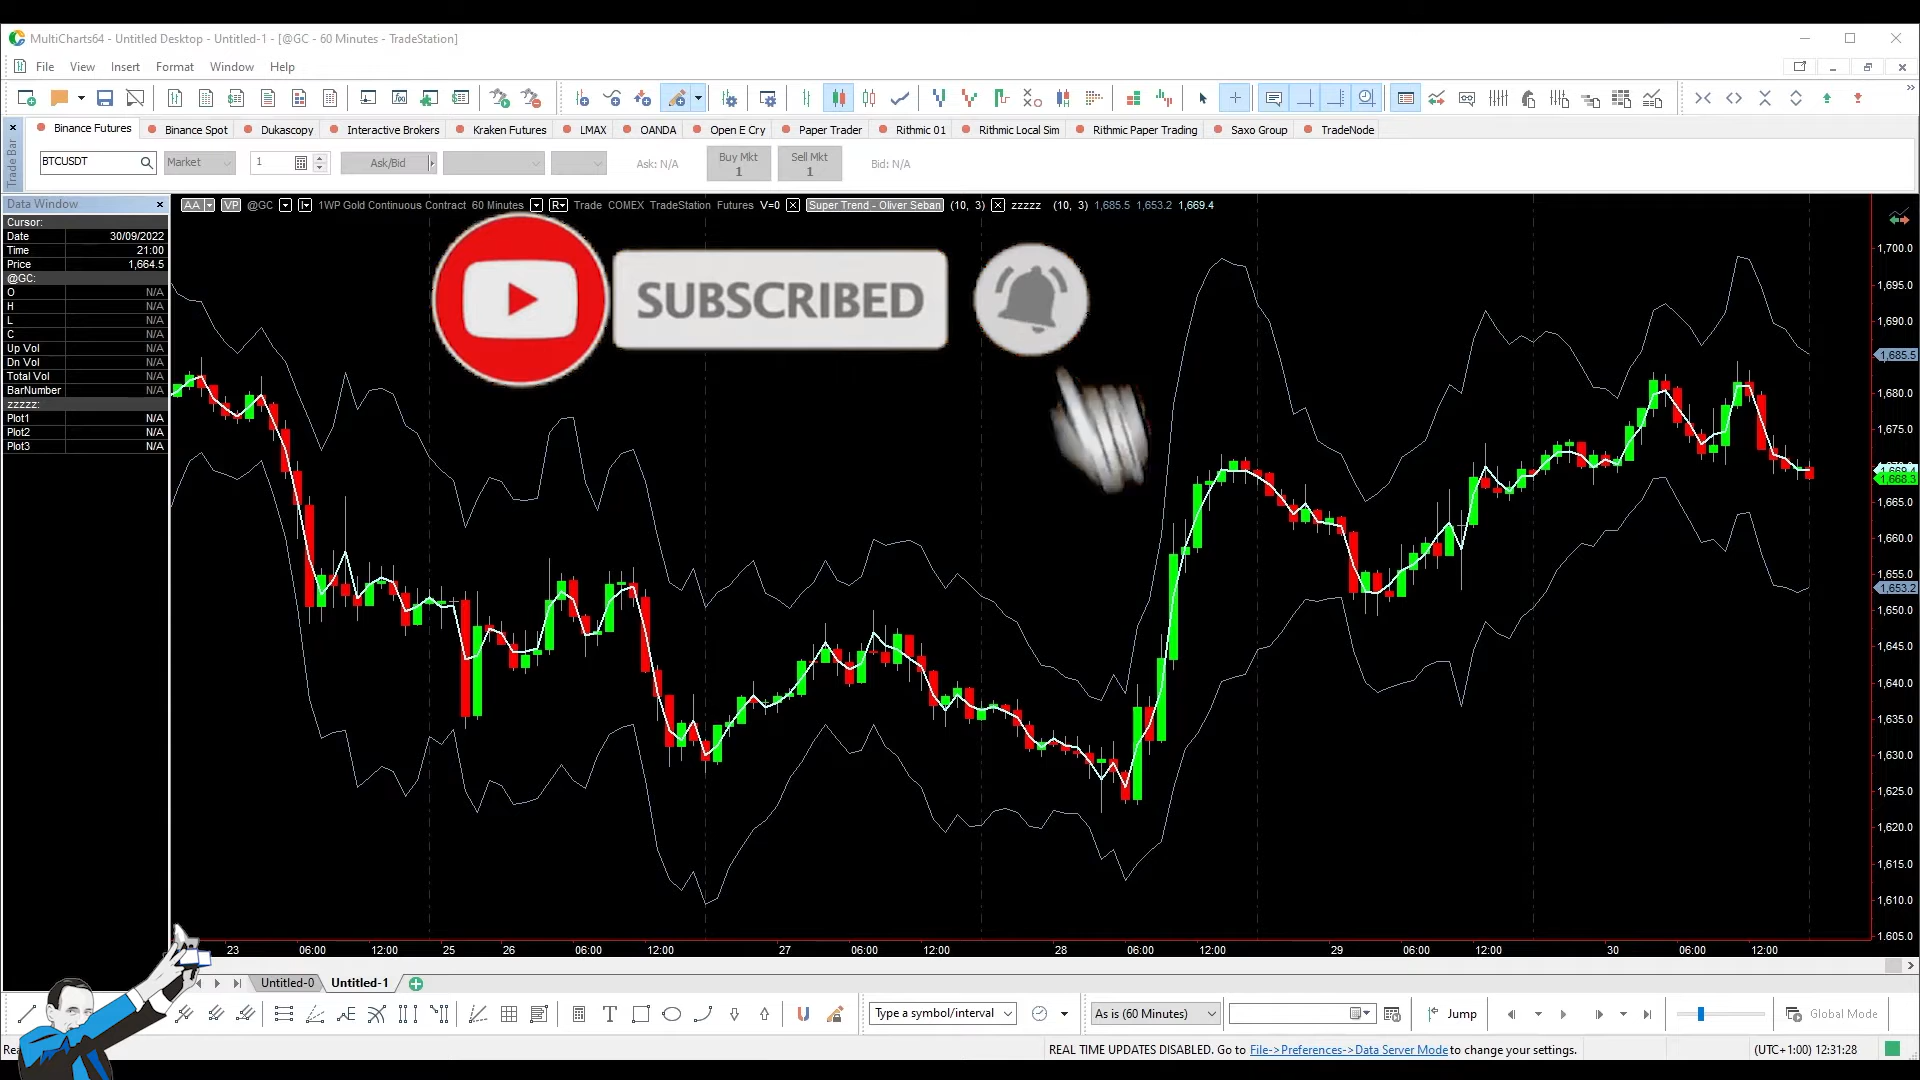 MultiCharts64 - Untitled Desktop - Untitled-1 - [@GC - 60 Minutes - TradeStation]
File View Insert Format Window Help
Trade Bar
Binance Futures Binance Spot Dukascopy Interactive Brokers Kraken Futures LMAX OANDA Open E Cry Paper Trader Rithmic 01 Rithmic Local Sim Rithmic Paper Trading Saxo Group TradeNode
BTCUSDT Market 1 Ask/Bid Ask: N/A Buy Mkt 1 Sell Mkt 1 Bid: N/A
Data Window
Cursor:
Date 30/09/2022
Time 21:00
Price 1,664.5
@GC:
O N/A
H N/A
L N/A
C N/A
Up Vol N/A
Dn Vol N/A
Total Vol N/A
BarNumber N/A
zzzzz:
Plot1 N/A
Plot2 N/A
Plot3 N/A
AA VP @GC 1WP Gold Continuous Contract 60 Minutes R Trade COMEX TradeStation Futures V=0 Super Trend - Oliver Seban (10, 3) zzzzz (10, 3) 1,685.5 1,653.2 1,669.4
SUBSCRIBED
1,700.0
1,695.0
1,690.0
1,685.5
1,680.0
1,675.0
1,669.4
1,668.3
1,665.0
1,660.0
1,655.0
1,653.2
1,650.0
1,645.0
1,640.0
1,635.0
1,630.0
1,625.0
1,620.0
1,615.0
1,610.0
1,605.0
23 06:00 12:00 25 26 06:00 12:00 27 06:00 12:00 28 06:00 12:00 29 06:00 12:00 30 06:00 12:00
Untitled-0 Untitled-1
T Type a symbol/interval As is (60 Minutes) Jump Global Mode
REAL TIME UPDATES DISABLED. Go to File->Preferences->Data Server Mode to change your settings. (UTC+1:00) 12:31:28